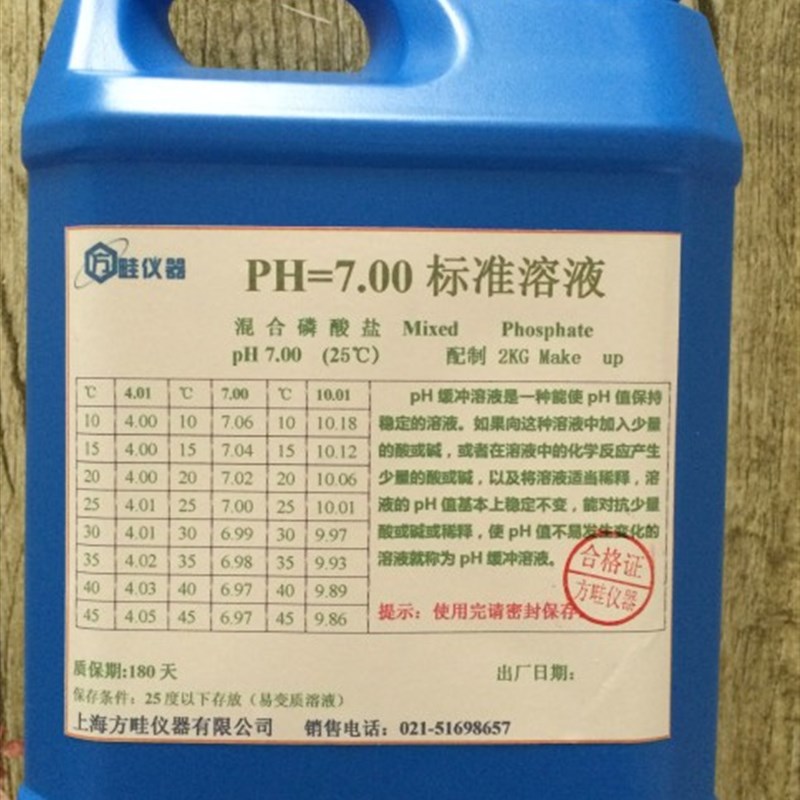 方畦仪器
PH=7.00 标准溶液
混合磷酸盐 Mixed Phosphate
pH 7.00 (25℃) 配制 2KG Make up
℃ 4.01 ℃ 7.00 ℃ 10.01
10 4.00 10 7.06 10 10.18
15 4.00 15 7.04 15 10.12
20 4.00 20 7.02 20 10.06
25 4.01 25 7.00 25 10.01
30 4.01 30 6.99 30 9.97
35 4.02 35 6.98 35 9.93
40 4.03 40 6.97 40 9.89
45 4.05 45 6.97 45 9.86
pH 缓冲溶液是一种能使 pH 值保持
稳定的溶液。如果向这种溶液中加入少量
的酸或碱，或者在溶液中的化学反应产生
少量的酸或碱，以及将溶液适当稀释，溶
液的 pH 值基本上稳定不变，能对抗少量
酸或碱或稀释，使 pH 值不易发生变化的
溶液就称为 pH 缓冲溶液。
提示：使用完请密封保存.
合格证
方畦仪器
质保期:180 天 出厂日期：
保存条件：25 度以下存放（易变质溶液）
上海方畦仪器有限公司 销售电话：021-51698657